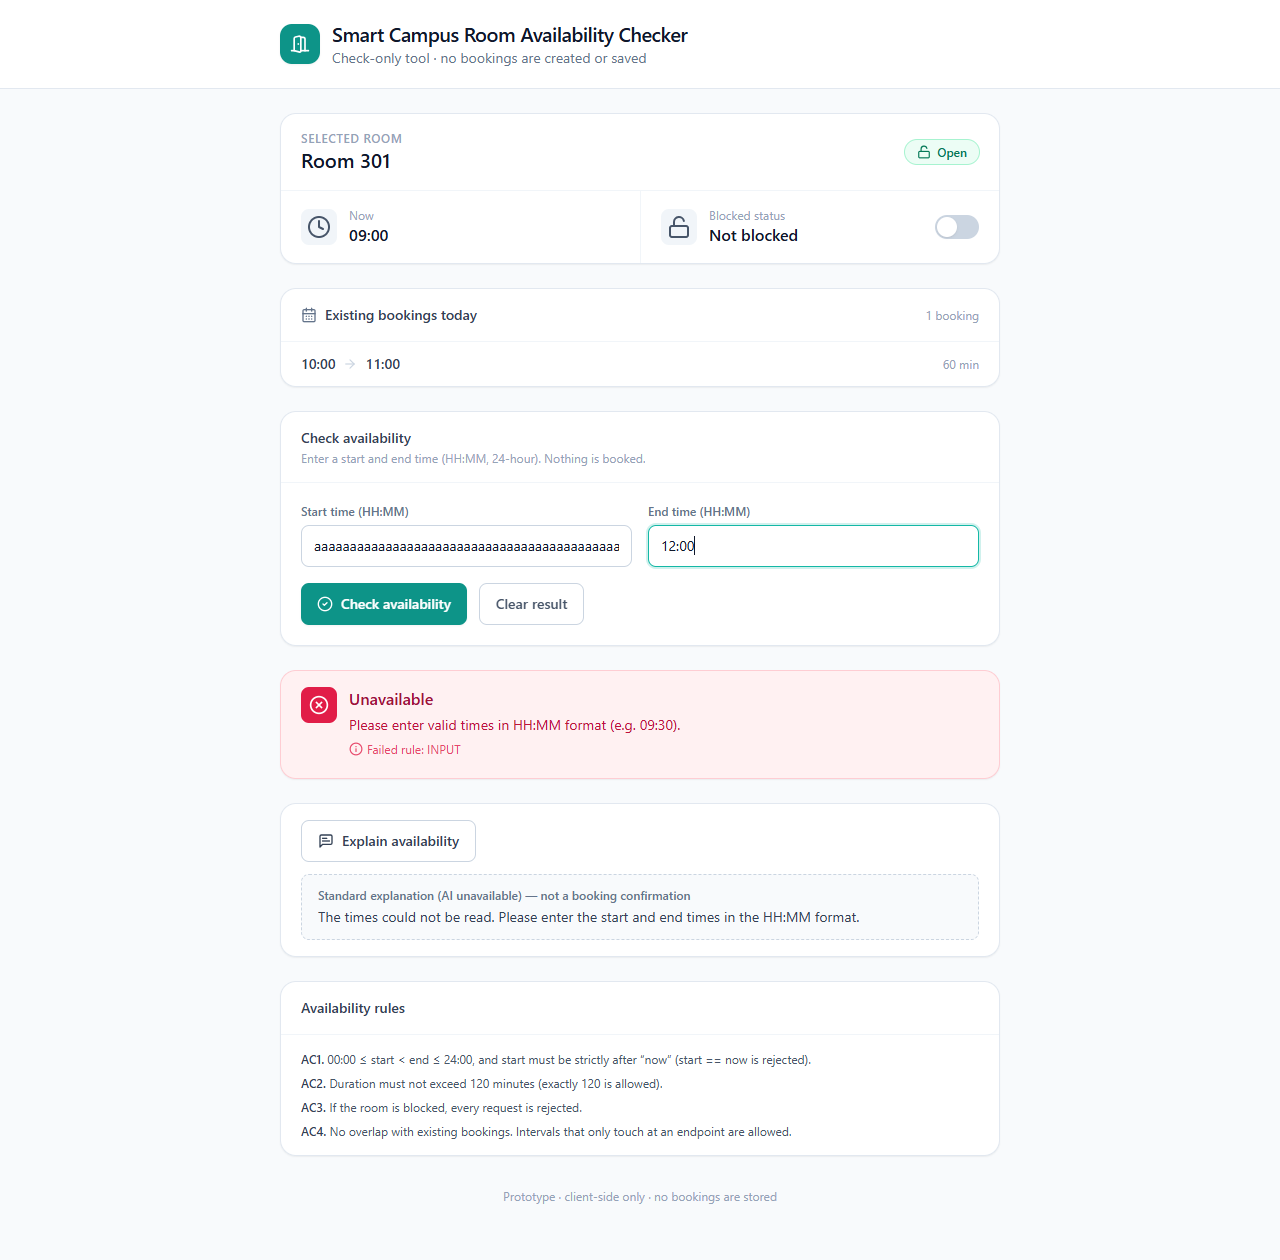 Smart Campus Room Availability Checker
Check-only tool · no bookings are created or saved
SELECTED ROOM
Room 301
Open
Now
09:00
Blocked status
Not blocked
Existing bookings today
1 booking
10:00 → 11:00
60 min
Check availability
Enter a start and end time (HH:MM, 24-hour). Nothing is booked.
Start time (HH:MM)
End time (HH:MM)
aaaaaaaaaaaaaaaaaaaaaaaaaaaaaaaaaaaaaaaaaaa
12:00
Check availability
Clear result
Unavailable
Please enter valid times in HH:MM format (e.g. 09:30).
Failed rule: INPUT
Explain availability
Standard explanation (AI unavailable) — not a booking confirmation
The times could not be read. Please enter the start and end times in the HH:MM format.
Availability rules
AC1. 00:00 ≤ start < end ≤ 24:00, and start must be strictly after “now” (start == now is rejected).
AC2. Duration must not exceed 120 minutes (exactly 120 is allowed).
AC3. If the room is blocked, every request is rejected.
AC4. No overlap with existing bookings. Intervals that only touch at an endpoint are allowed.
Prototype · client-side only · no bookings are stored